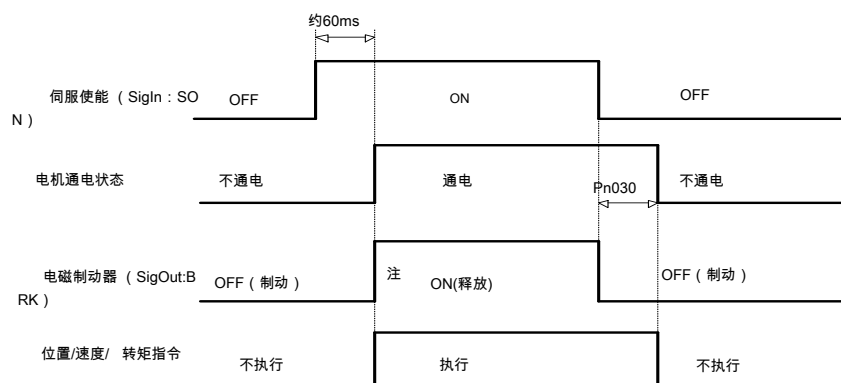 约60ms
伺服使能 ( SigIn : SO
N )
OFF
ON
OFF
电机通电状态
不通电
通电
Pn030
不通电
电磁制动器 ( SigOut:B
RK )
OFF ( 制动 )
注
ON(释放)
OFF ( 制动 )
位置/速度/ 转矩指令
不执行
执行
不执行